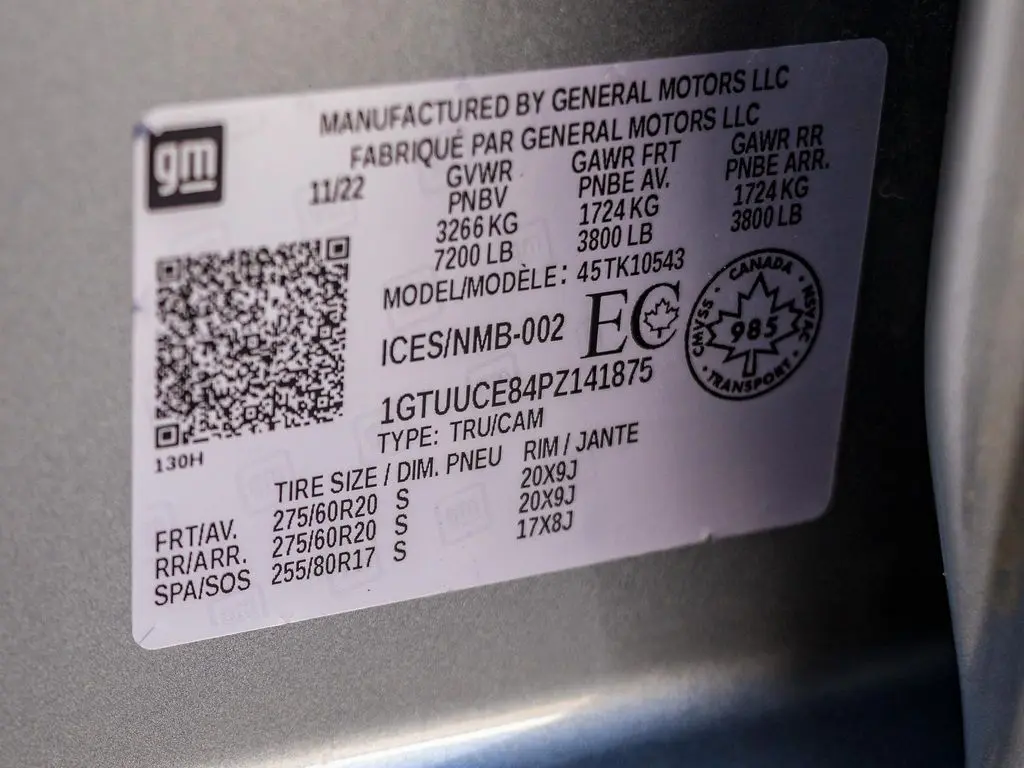 gm
MANUFACTURED BY GENERAL MOTORS LLC
FABRIQUÉ PAR GENERAL MOTORS LLC
11/22 GVWR GAWR FRT GAWR RR
PNBV PNBE AV. PNBE ARR.
3266 KG 1724 KG 1724 KG
7200 LB 3800 LB 3800 LB
MODEL/MODÈLE: 45TK10543
ICES/NMB-002 EC
CANADA
CMVSS 985 NSVAC
TRANSPORT
1GTUUCE84PZ141875
TYPE: TRU/CAM
130H
TIRE SIZE / DIM. PNEU RIM / JANTE
FRT/AV. 275/60R20 S 20X9J
RR/ARR. 275/60R20 S 20X9J
SPA/SOS 255/80R17 S 17X8J